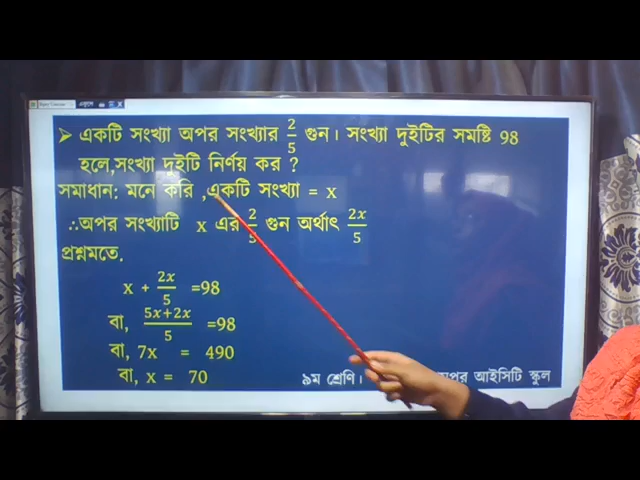 ➢ একটি সংখ্যা অপর সংখ্যার 2/5 গুন। সংখ্যা দুইটির সমষ্টি 98
হলে,সংখ্যা দুইটি নির্ণয় কর ?
সমাধান: মনে করি ,একটি সংখ্যা = x
∴অপর সংখ্যাটি x এর 2/5 গুন অর্থাৎ 2x/5
প্রশ্নমতে,
x + 2x/5 =98
বা, 5x+2x/5 =98
বা, 7x = 490
বা, x = 70
৯ম শ্রেণি। আইসিটি স্কুল